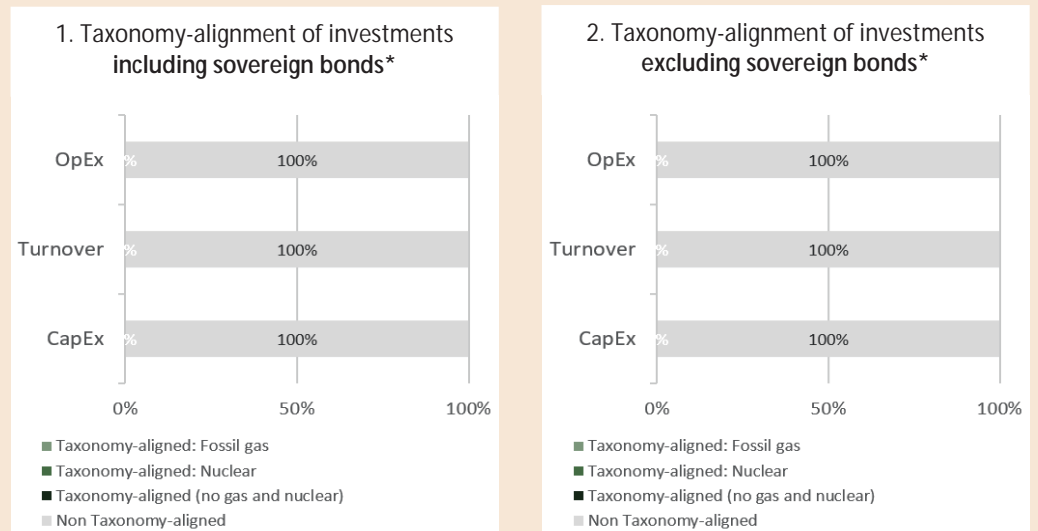 1. Taxonomy-alignment of investments
including sovereign bonds*
OpEx
%
100%
Turnover
%
100%
CapEx
%
100%
0%
50%
100%
Taxonomy-aligned: Fossil gas
Taxonomy-aligned: Nuclear
Taxonomy-aligned (no gas and nuclear)
Non Taxonomy-aligned
2. Taxonomy-alignment of investments
excluding sovereign bonds*
OpEx
%
100%
Turnover
%
100%
CapEx
%
100%
0%
50%
100%
Taxonomy-aligned: Fossil gas
Taxonomy-aligned: Nuclear
Taxonomy-aligned (no gas and nuclear)
Non Taxonomy-aligned